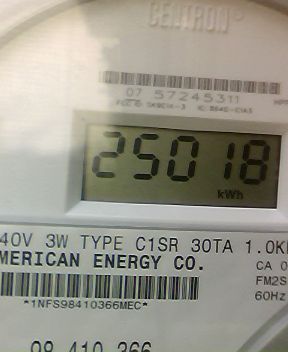 CENTRON®
07 57245311
25018
kWh
40V 3W TYPE C1SR 30TA 1.0K
MERICAN ENERGY CO.
CA 0
FM2S
*1NFS98410366MEC*
60Hz
98 410 366